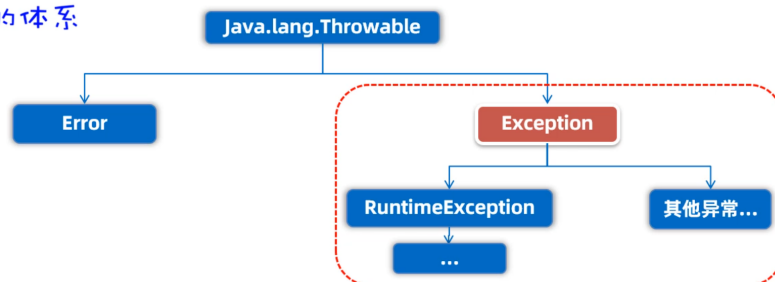 的体系
Java.lang.Throwable
Error
Exception
RuntimeException
其他异常...
...